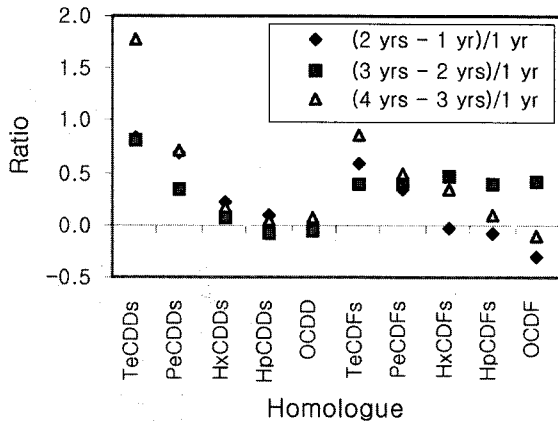 2.0
1.5
1.0
0.5
0.0
-0.5
Ratio
(2 yrs - 1 yr)/1 yr
(3 yrs - 2 yrs)/1 yr
(4 yrs - 3 yrs)/1 yr
TeCDDs
PeCDDs
HxCDDs
HpCDDs
OCDD
TeCDFs
PeCDFs
HxCDFs
HpCDFs
OCDF
Homologue